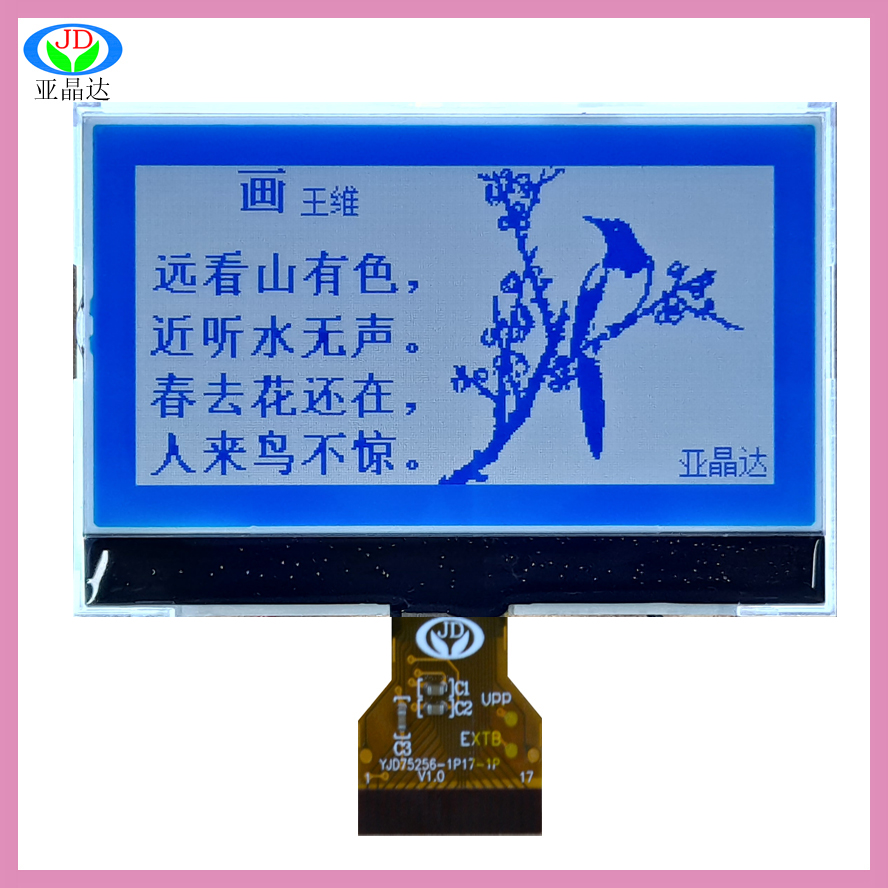 JD
亚晶达
画 王维
远看山有色，
近听水无声。
春去花还在，
人来鸟不惊。
亚晶达
JD
C1
C2
VPP
C3
EXTB
YJD75256-1P17-1P
V1.0
1
17